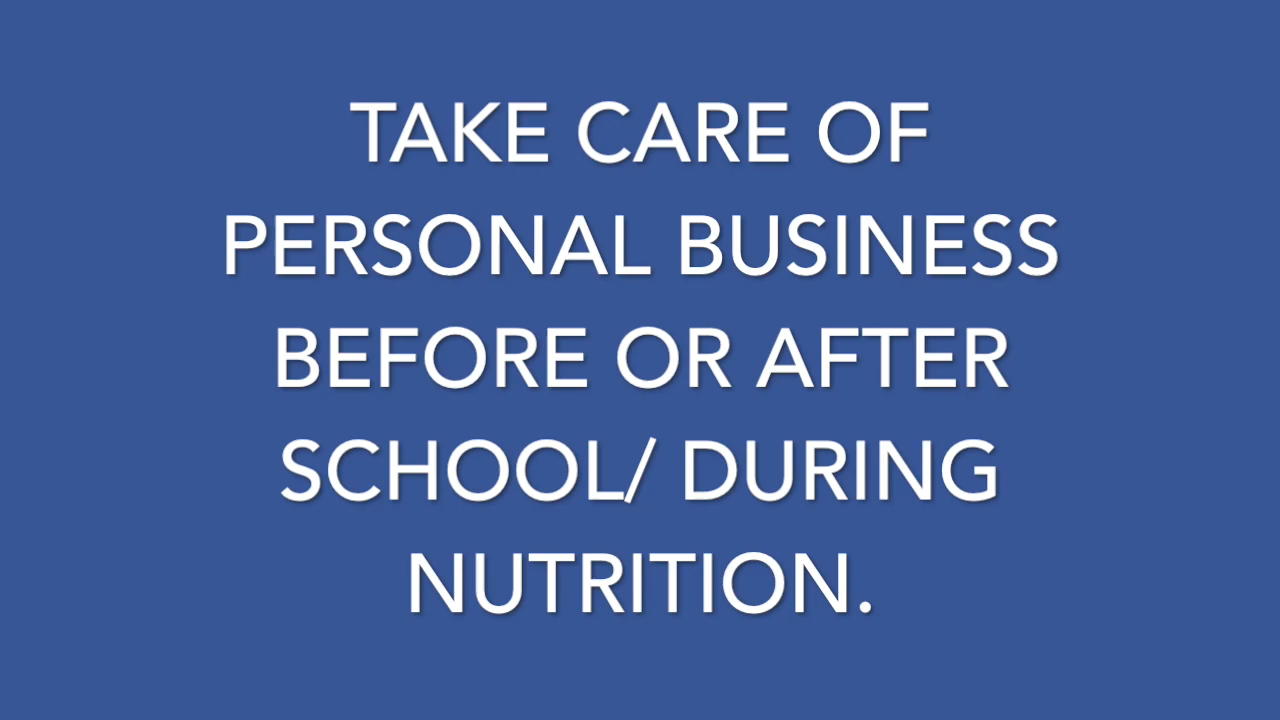 TAKE CARE OF
PERSONAL BUSINESS
BEFORE OR AFTER
SCHOOL/ DURING
NUTRITION.